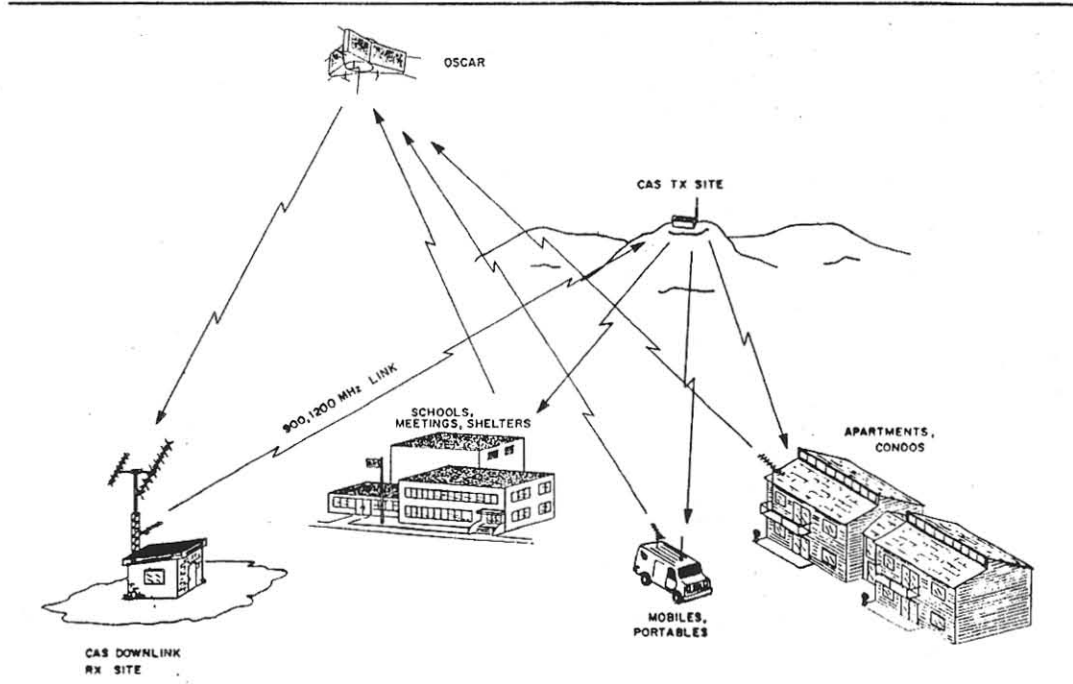 OSCAR
CAS TX SITE
900,1200 MHz LINK
SCHOOLS,
MEETINGS, SHELTERS
APARTMENTS,
CONDOS
MOBILES,
PORTABLES
CAS DOWNLINK
RX SITE